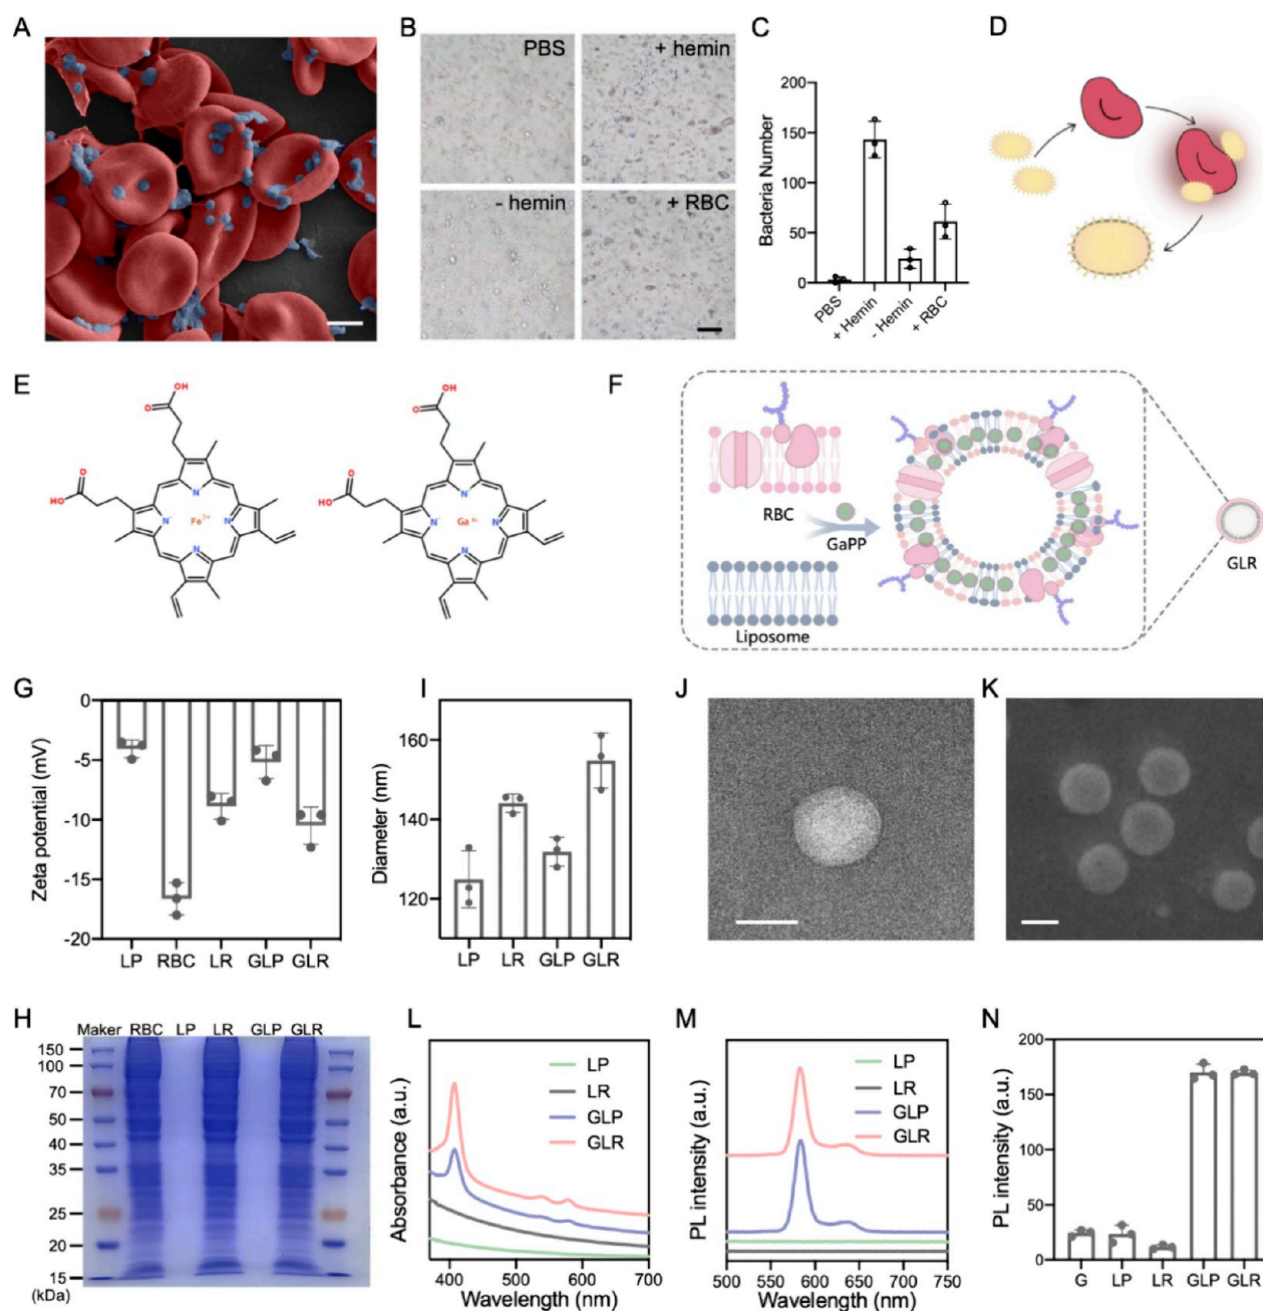 A
B
PBS
+ hemin
- hemin
+ RBC
C
Bacteria Number
200
150
100
50
0
PBS
+ Hemin
- Hemin
+ RBC
D
E
OH
O
O
HO
N
N-
Fe3+
N
N
OH
O
O
HO
N
N-
Ga
N
N
F
RBC
GaPP
Liposome
GLR
G
Zeta potential (mV)
0
-5
-10
-15
-20
LP RBC LR GLP GLR
I
Diameter (nm)
160
140
120
LP LR GLP GLR
J
K
H
Maker RBC LP LR GLP GLR
150
100
70
50
40
35
25
20
15
(kDa)
L
Absorbance (a.u.)
LP
LR
GLP
GLR
400 500 600 700
Wavelength (nm)
M
PL intensity (a.u.)
LP
LR
GLP
GLR
500 550 600 650 700 750
Wavelength (nm)
N
PL intensity (a.u.)
200
150
100
50
0
G LP LR GLP GLR